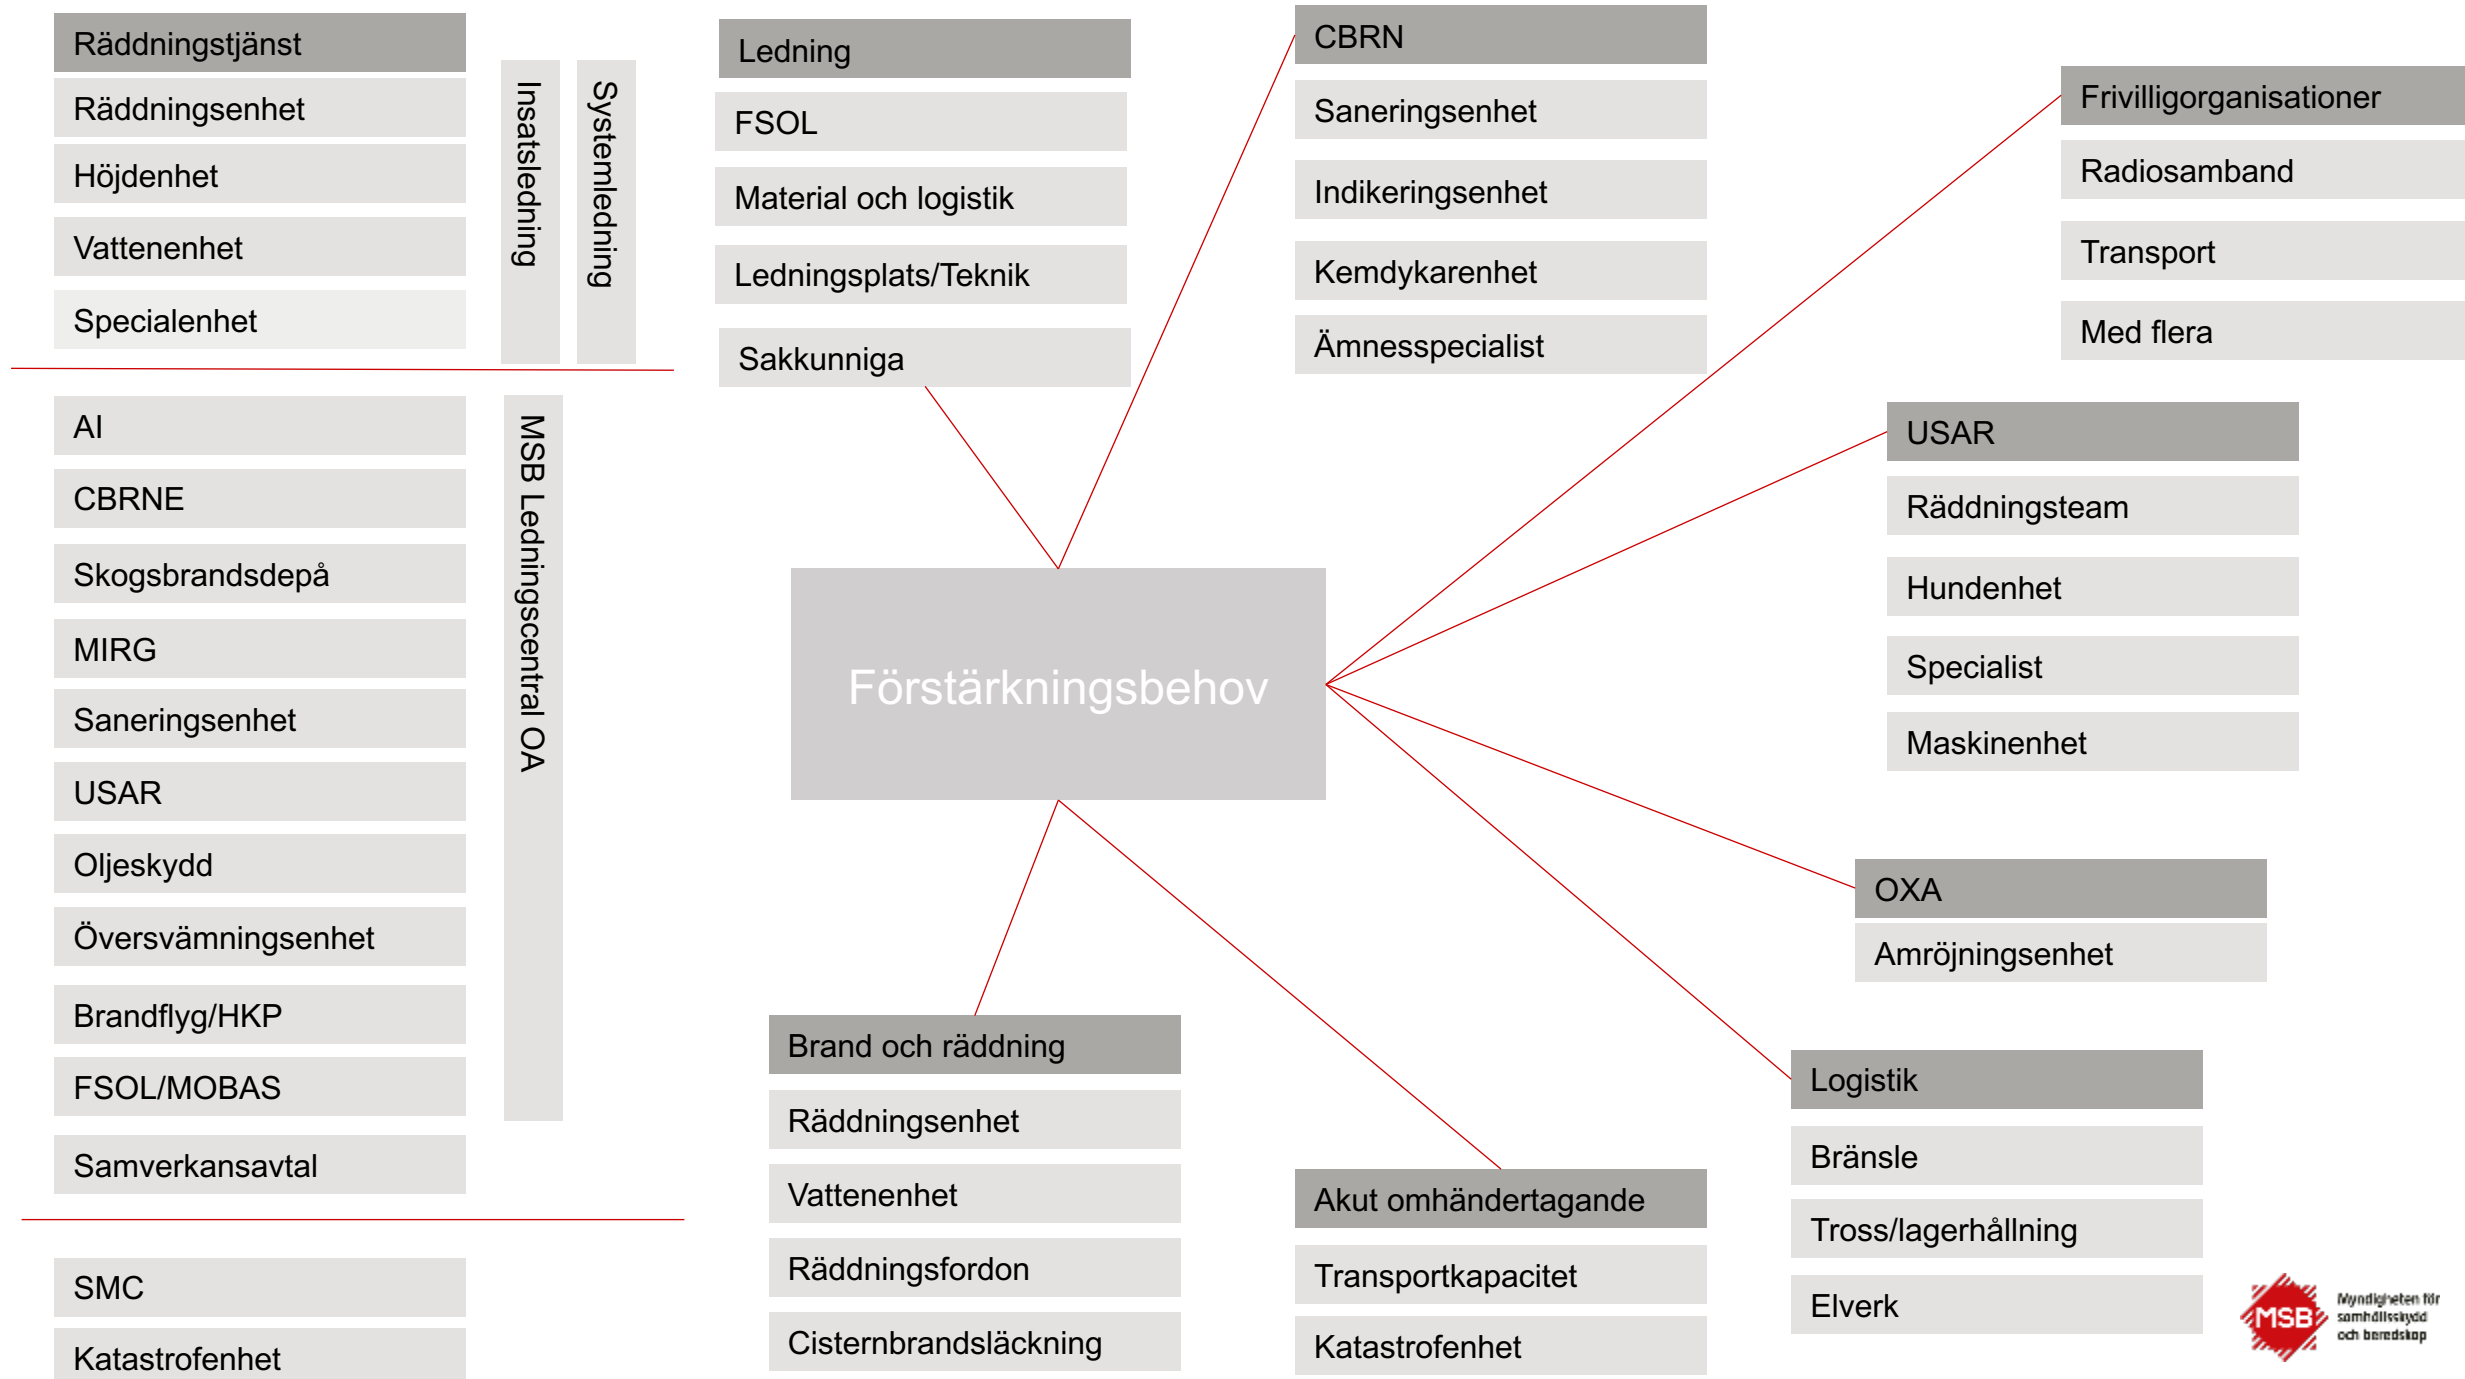 Räddningstjänst
Räddningsenhet
Höjdenhet
Vattenenhet
Specialenhet
Insatsledning
Systemledning
AI
CBRNE
Skogsbrandsdepå
MIRG
Saneringsenhet
USAR
Oljeskydd
Översvämningsenhet
Brandflyg/HKP
FSOL/MOBAS
Samverkansavtal
MSB Ledningscentral OA
SMC
Katastrofenhet
Ledning
FSOL
Material och logistik
Ledningsplats/Teknik
Sakkunniga
CBRN
Saneringsenhet
Indikeringsenhet
Kemdykarenhet
Ämnesspecialist
Frivilligorganisationer
Radiosamband
Transport
Med flera
USAR
Räddningsteam
Hundenhet
Specialist
Maskinenhet
Förstärkningsbehov
OXA
Amröjningsenhet
Brand och räddning
Räddningsenhet
Vattenenhet
Räddningsfordon
Cisternbrandsläckning
Akut omhändertagande
Transportkapacitet
Katastrofenhet
Logistik
Bränsle
Tross/lagerhållning
Elverk
MSB
Myndigheten för
samhällsskydd
och beredskap